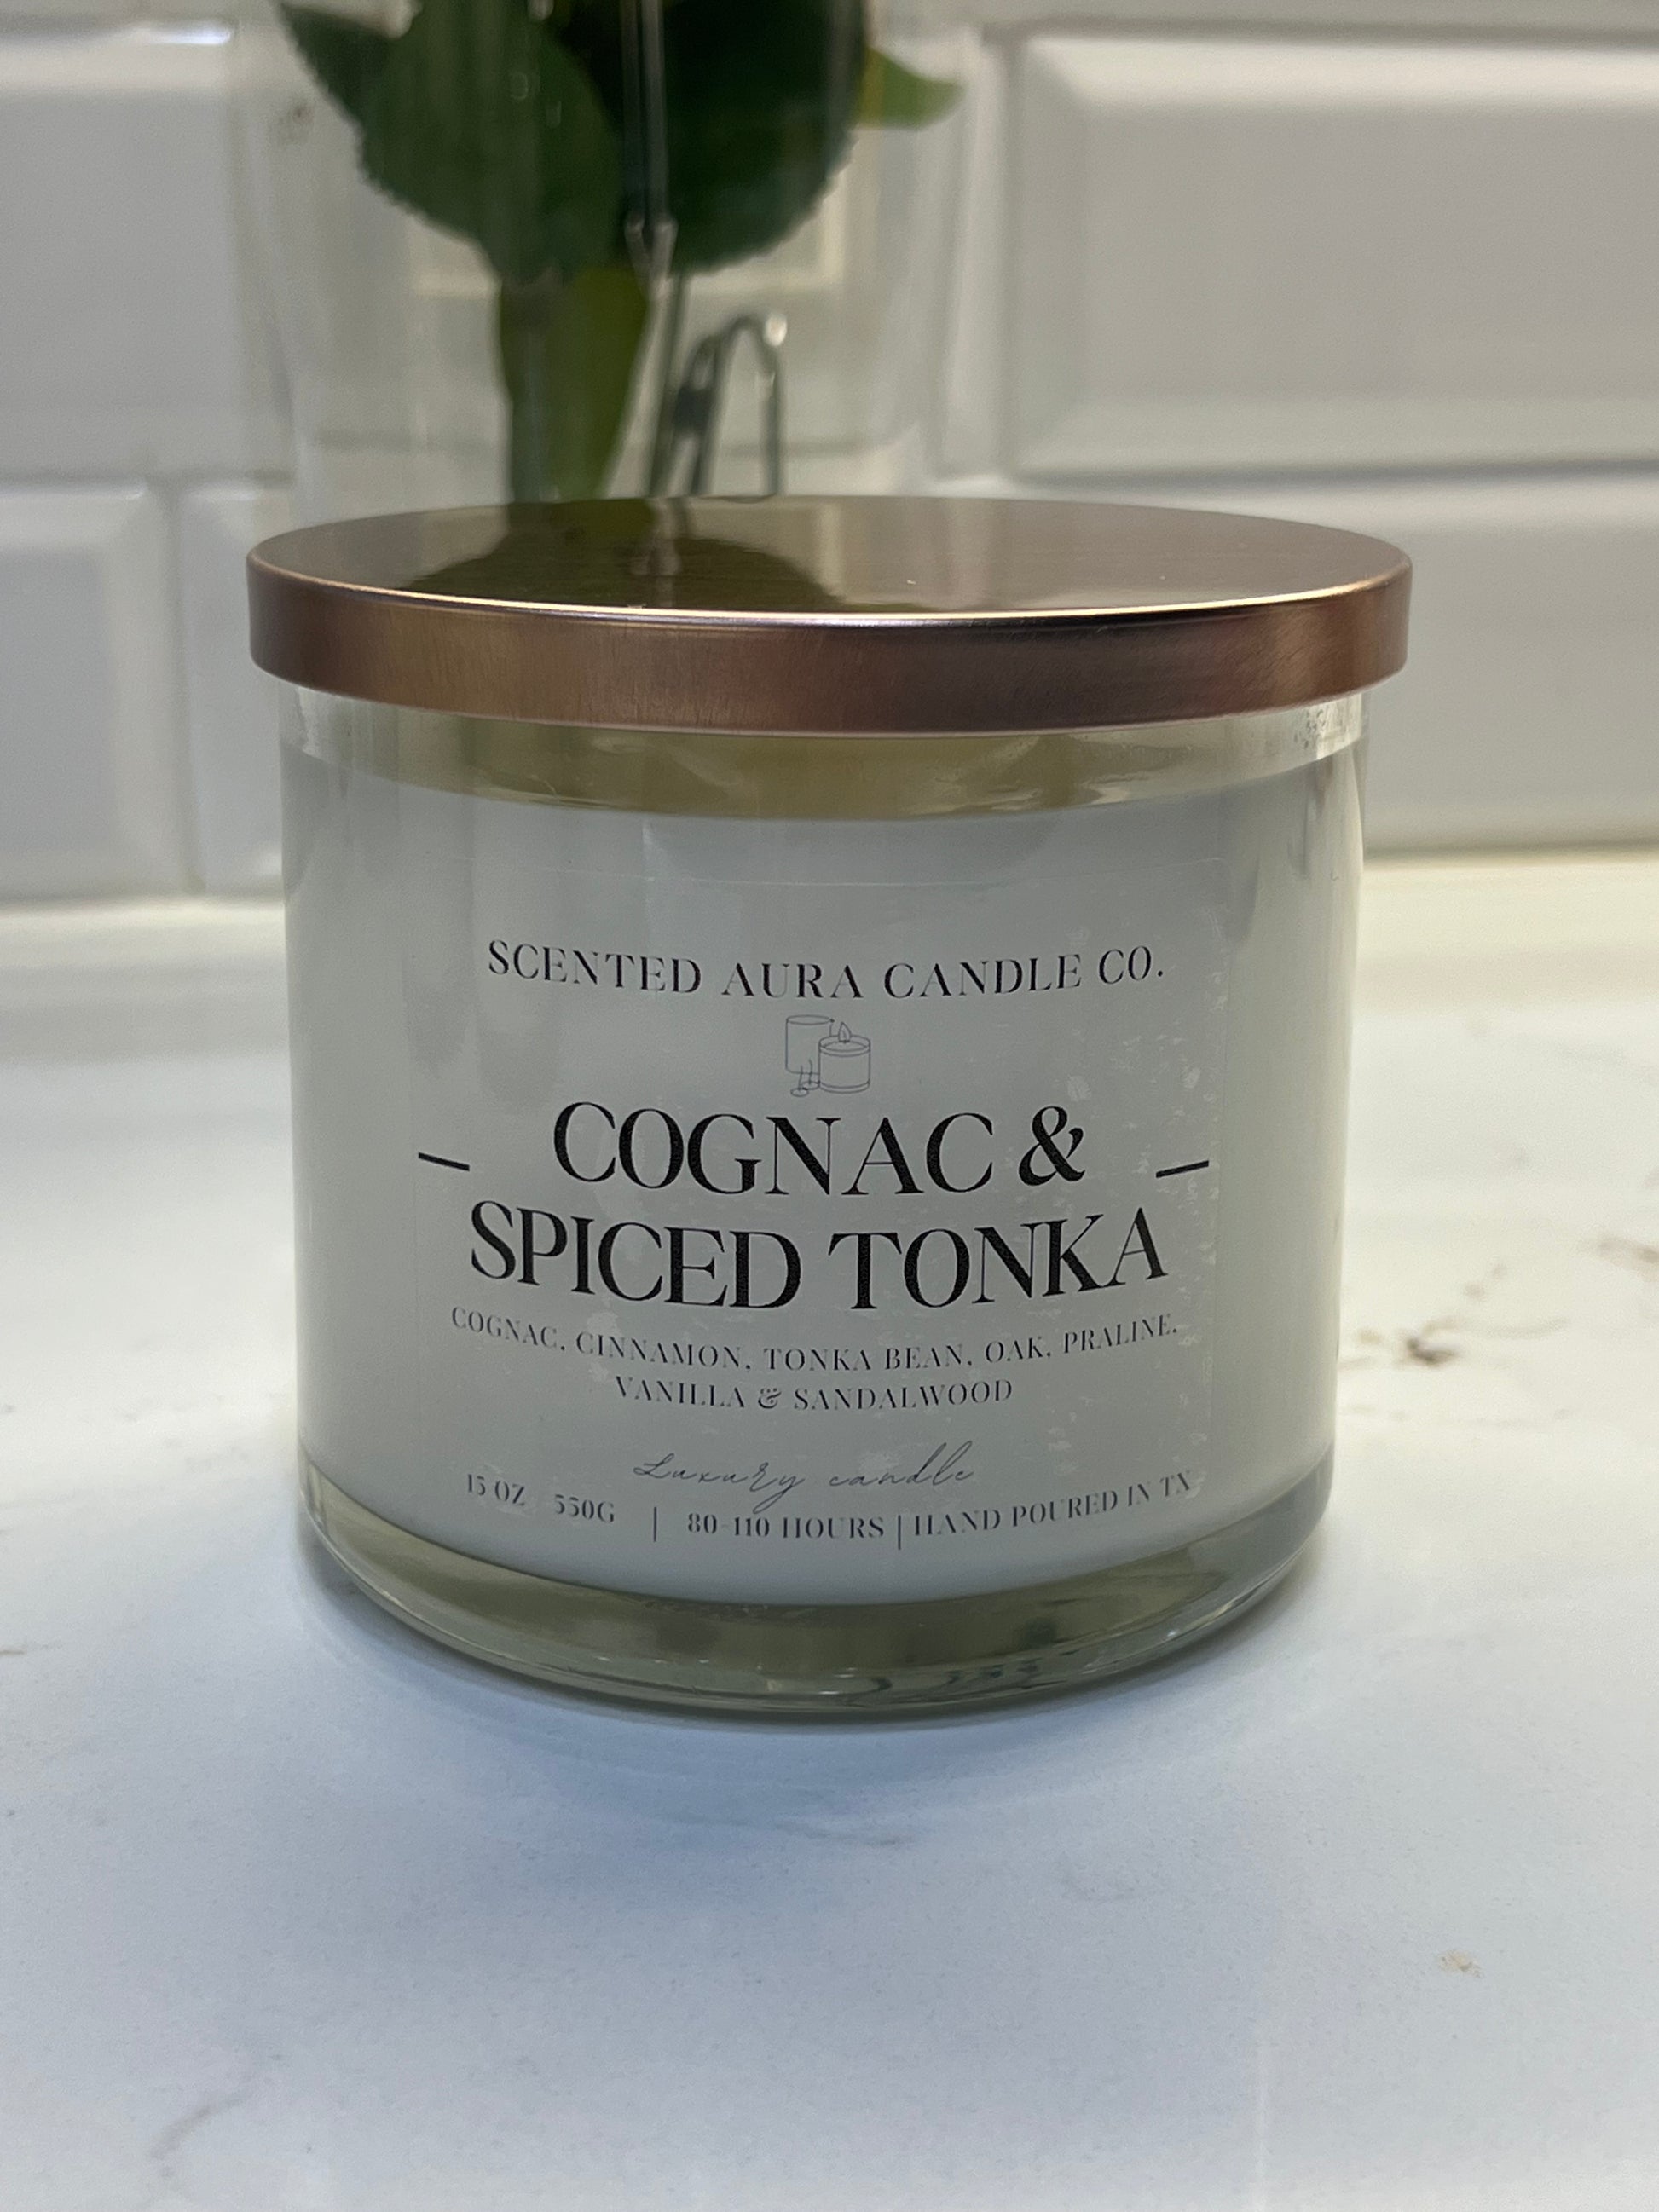 SCENTED AURA CANDLE CO.
COGNAC &
SPICED TONKA
COGNAC, CINNAMON, TONKA BEAN, OAK, PRALINE,
VANILLA & SANDALWOOD
Luxury candle
15 OZ 550G | 80-110 HOURS | HAND POURED IN TX